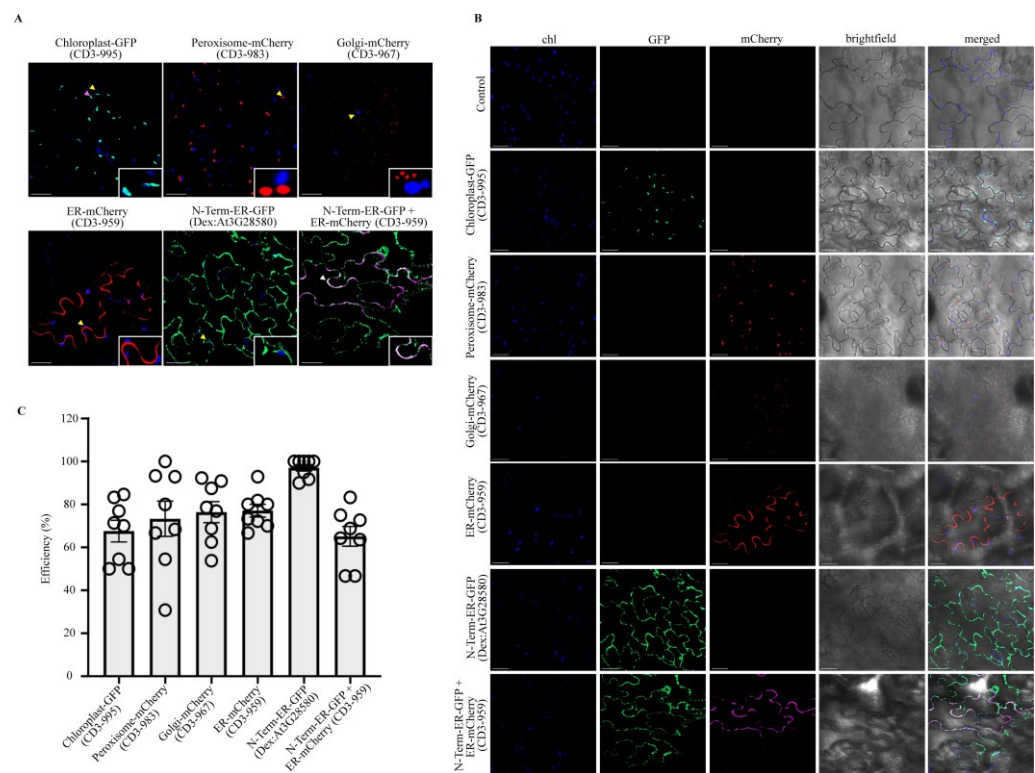 A
Chloroplast-GFP
(CD3-995)
Peroxisome-mCherry
(CD3-983)
Golgi-mCherry
(CD3-967)
ER-mCherry
(CD3-959)
N-Term-ER-GFP
(Dex:At3G28580)
N-Term-ER-GFP +
ER-mCherry (CD3-959)
B
chl
GFP
mCherry
brightfield
merged
Control
Chloroplast-GFP
(CD3-995)
Peroxisome-mCherry
(CD3-983)
Golgi-mCherry
(CD3-967)
ER-mCherry
(CD3-959)
N-Term-ER-GFP
(Dex:At3G28580)
N-Term-ER-GFP +
ER-mCherry
(CD3-959)
C
Efficiency (%)
120
100
80
60
40
20
0
Chloroplast-GFP
(CD3-995)
Peroxisome-mCherry
(CD3-983)
Golgi-mCherry
(CD3-967)
ER-mCherry
(CD3-959)
N-Term-ER-GFP
(Dex:At3G28580)
N-Term-ER-GFP +
ER-mCherry (CD3-959)